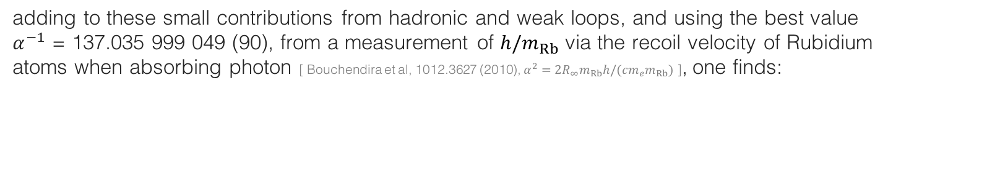 adding to these small contributions from hadronic and weak loops, and using the best value
α⁻¹ = 137.035 999 049 (90), from a measurement of h/m_Rb via the recoil velocity of Rubidium
atoms when absorbing photon [ Bouchendira et al, 1012.3627 (2010), α² = 2R_∞m_Rbh/(cm_em_Rb) ], one finds: